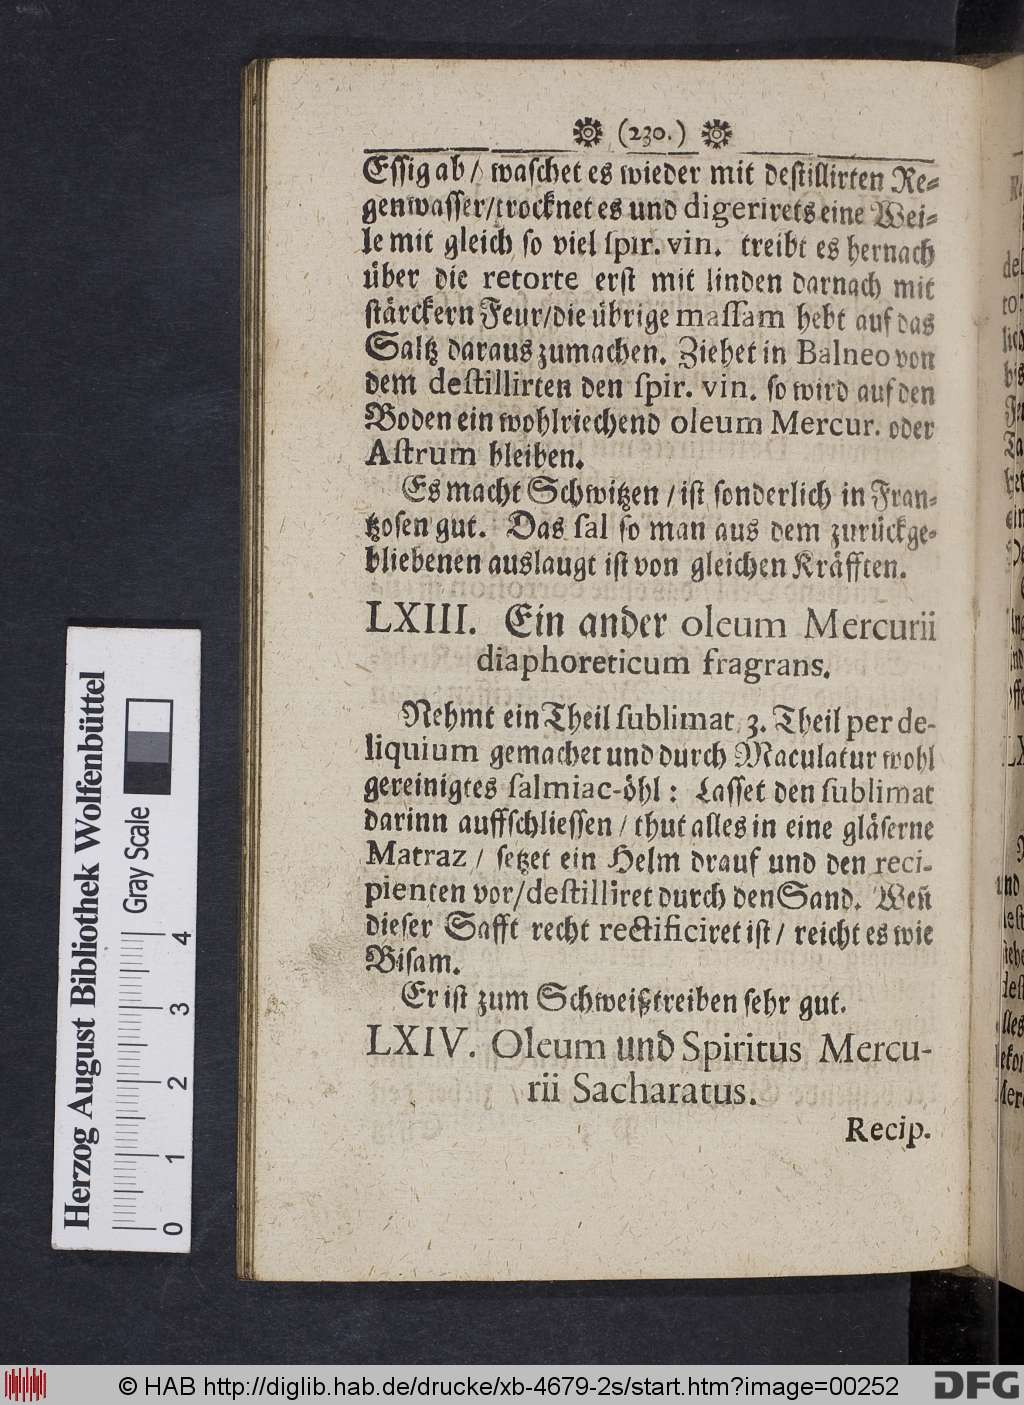 (230.)
Essig ab / waschet es wieder mit destillirten Re-
genwasser / trocknet es und digerirets eine Wei-
le mit gleich so viel spir. vin. treibt es hernach
über die retorte erst mit linden darnach mit
stärckern Feur / die übrige massam hebt auf das
Saltz daraus zumachen. Ziehet in Balneo von
dem destillirten den spir. vin. so wird auf den
Boden ein wohlriechend oleum Mercur. oder
Astrum bleiben.
Es macht Schwitzen / ist sonderlich in Fran-
tzosen gut. Das sal so man aus dem zurückge-
bliebenen auslaugt ist von gleichen Kräfften.
LXIII. Ein ander oleum Mercurii
diaphoreticum fragrans.
Nehmt ein Theil sublimat, 3. Theil per de-
liquium gemachet und durch Maculatur wohl
gereinigtes salmiac-öhl : Lasset den sublimat
darinn auffschliessen / thut alles in eine gläserne
Matraz / setzet ein Helm drauf und den reci-
pienten vor / destilliret durch den Sand. Weñ
dieser Safft recht rectificiret ist / reicht es wie
Bisam.
Er ist zum Schweißtreiben sehr gut.
LXIV. Oleum und Spiritus Mercu-
rii Sacharatus.
Recip.
Herzog August Bibliothek Wolfenbüttel
Gray Scale
0 1 2 3 4
© HAB http://diglib.hab.de/drucke/xb-4679-2s/start.htm?image=00252
DFG